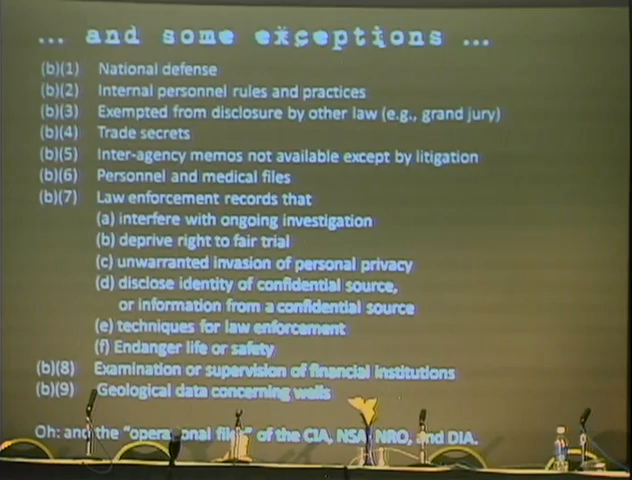 ... and some exceptions ...
(b)(1) National defense
(b)(2) Internal personnel rules and practices
(b)(3) Exempted from disclosure by other law (e.g., grand jury)
(b)(4) Trade secrets
(b)(5) Inter-agency memos not available except by litigation
(b)(6) Personnel and medical files
(b)(7) Law enforcement records that
(a) interfere with ongoing investigation
(b) deprive right to fair trial
(c) unwarranted invasion of personal privacy
(d) disclose identity of confidential source,
or information from a confidential source
(e) techniques for law enforcement
(f) Endanger life or safety
(b)(8) Examination or supervision of financial institutions
(b)(9) Geological data concerning wells
Oh: and the "operational files" of the CIA, NSA, NRO, and DIA.